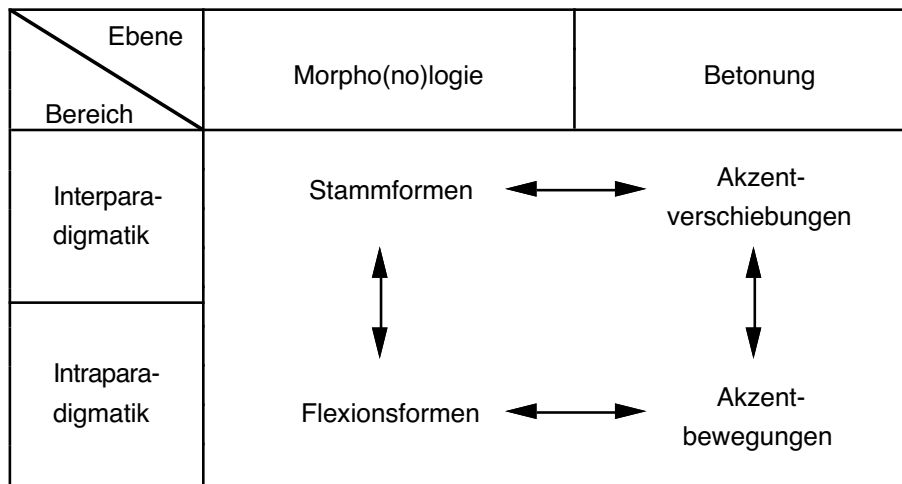 Ebene
Bereich
Morpho(no)logie
Betonung
Interpara-
digmatik
Stammformen
Akzent-
verschiebungen
Intrapara-
digmatik
Flexionsformen
Akzent-
bewegungen